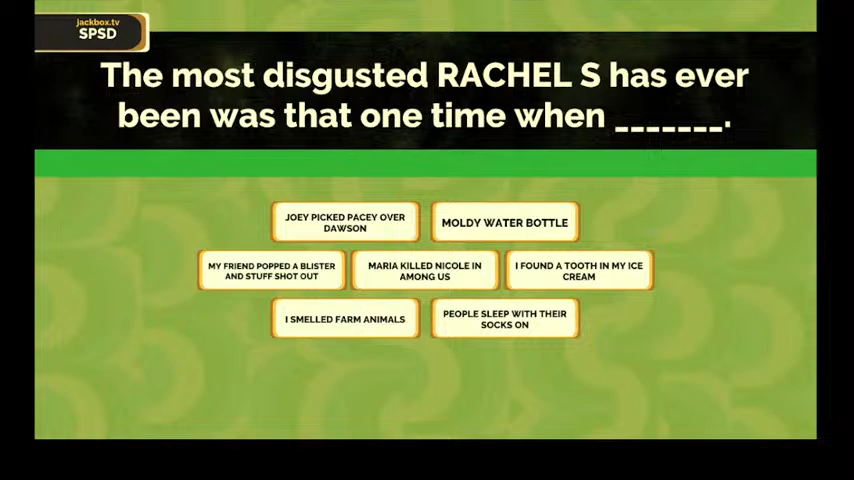 jackbox.tv
SPSD
The most disgusted RACHEL S has ever
been was that one time when _______.
JOEY PICKED PACEY OVER
DAWSON
MOLDY WATER BOTTLE
MY FRIEND POPPED A BLISTER
AND STUFF SHOT OUT
MARIA KILLED NICOLE IN
AMONG US
I FOUND A TOOTH IN MY ICE
CREAM
I SMELLED FARM ANIMALS
PEOPLE SLEEP WITH THEIR
SOCKS ON